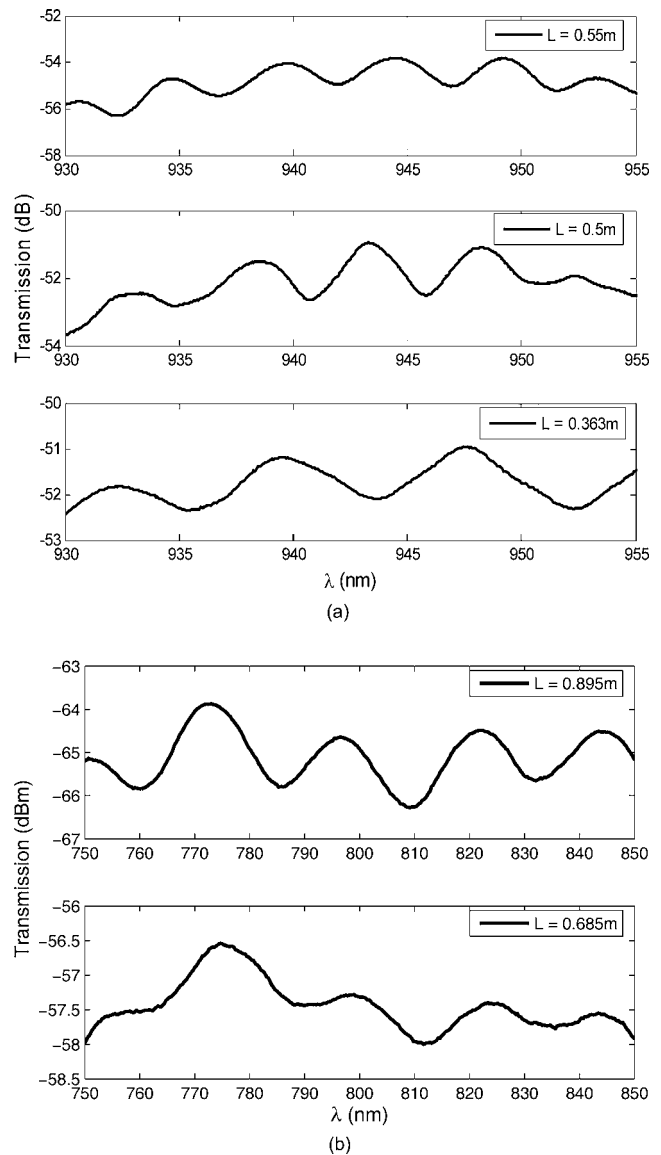 -52
L = 0.55m
-54
-56
-58
930 935 940 945 950 955
-50
L = 0.5m
-52
-54
930 935 940 945 950 955
Transmission (dB)
-50
L = 0.363m
-51
-52
-53
930 935 940 945 950 955
λ (nm)
(a)
−63
L = 0.895m
−64
−65
−66
−67
750 760 770 780 790 800 810 820 830 840 850
Transmission (dBm)
−56
L = 0.685m
−56.5
−57
−57.5
−58
−58.5
750 760 770 780 790 800 810 820 830 840 850
λ (nm)
(b)